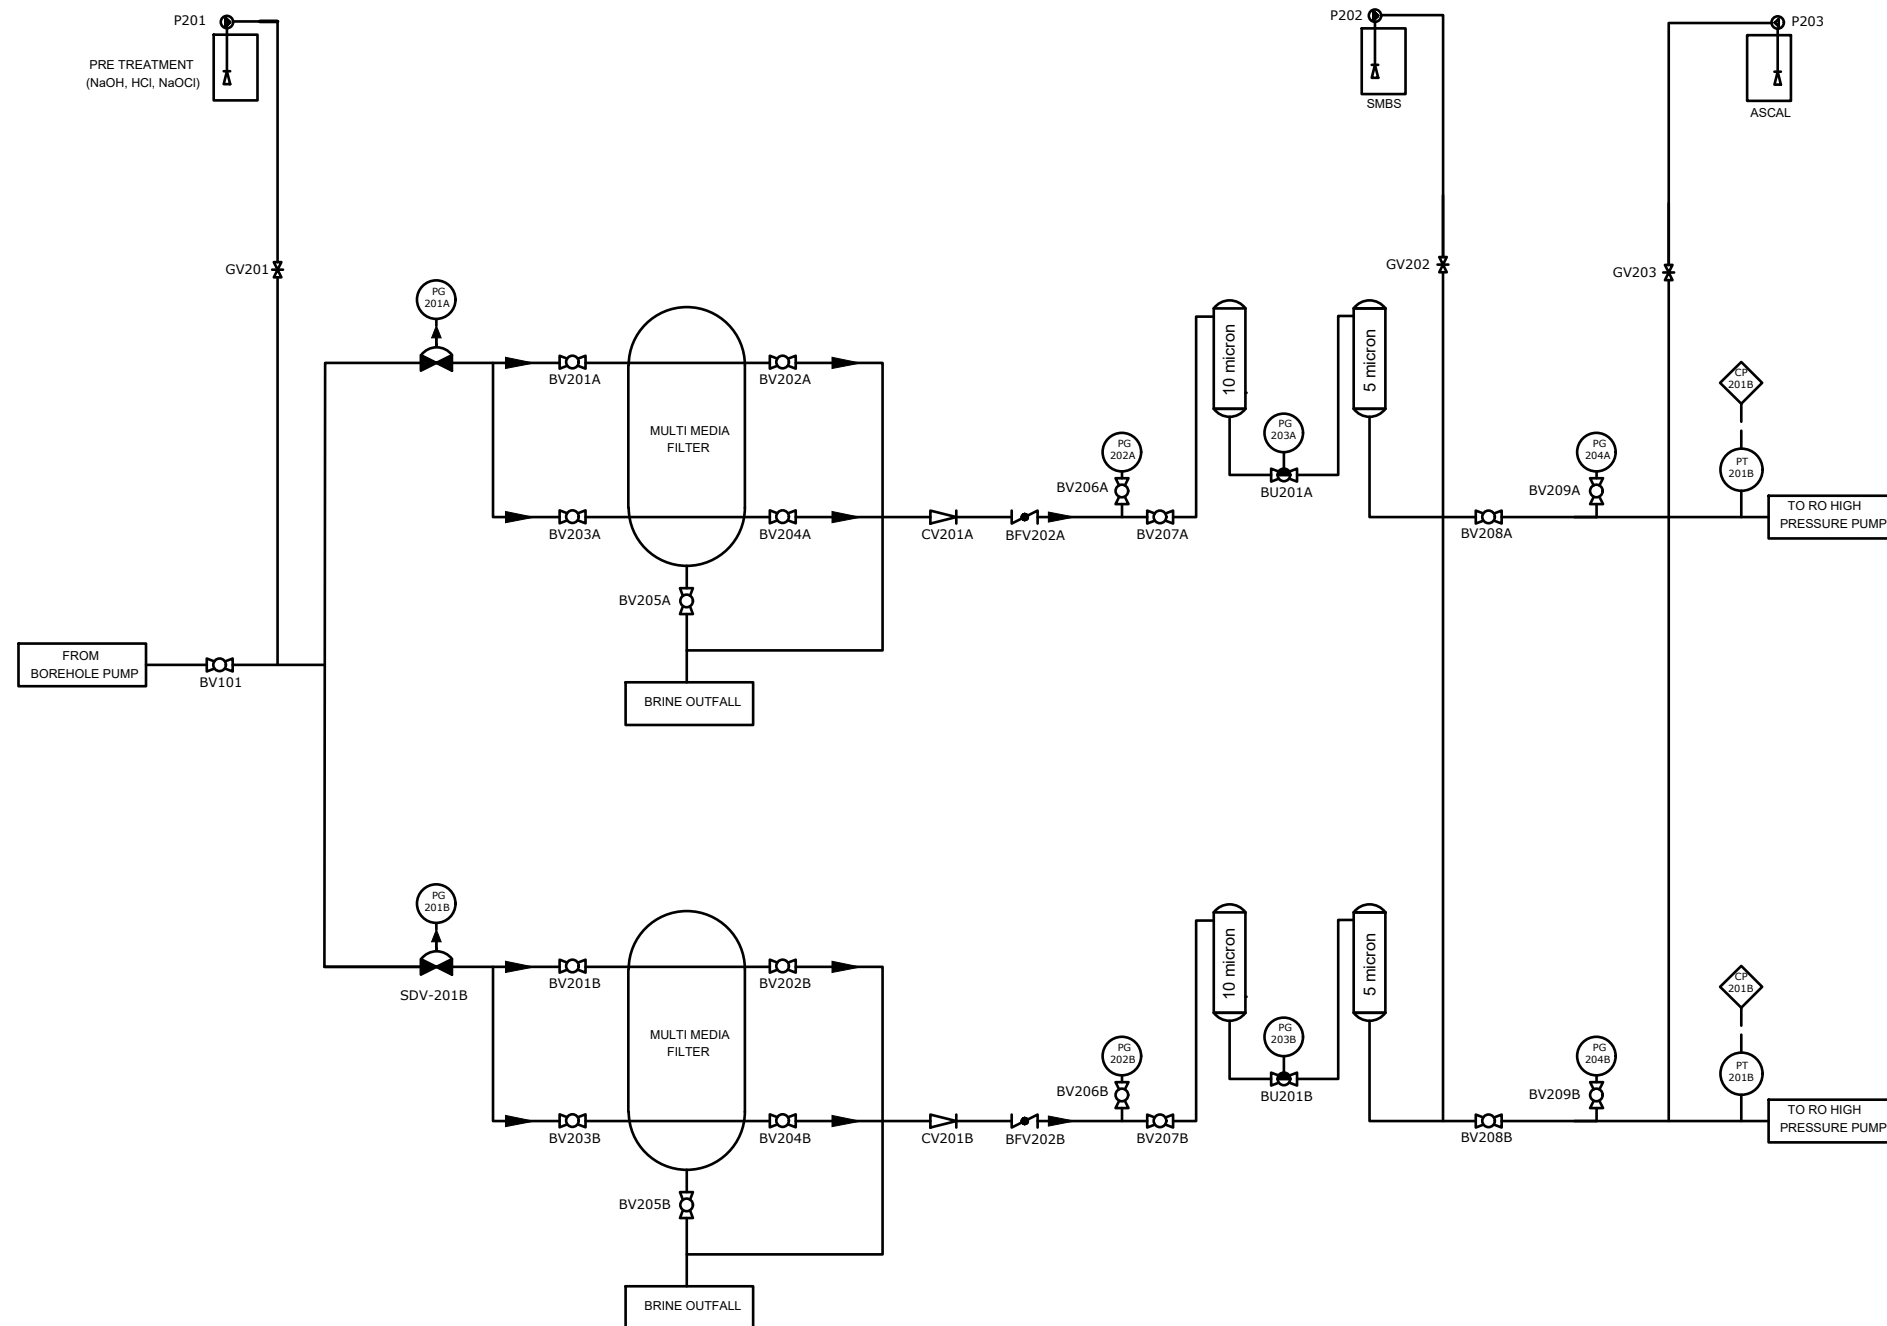 P201
P202
P203
PRE TREATMENT
(NaOH, HCl, NaOCl)
SMBS
ASCAL
GV201
GV202
GV203
PG
201A
BV201A
BV202A
MULTI MEDIA
FILTER
BV203A
BV204A
BV205A
BRINE OUTFALL
CV201A
BFV202A
PG
202A
BV206A
BV207A
10 micron
PG
203A
BU201A
5 micron
BV208A
PG
204A
BV209A
CP
201B
PT
201B
TO RO HIGH
PRESSURE PUMP
FROM
BOREHOLE PUMP
BV101
PG
201B
SDV-201B
BV201B
BV202B
MULTI MEDIA
FILTER
BV203B
BV204B
BV205B
BRINE OUTFALL
CV201B
BFV202B
PG
202B
BV206B
BV207B
10 micron
PG
203B
BU201B
5 micron
BV208B
PG
204B
BV209B
CP
201B
PT
201B
TO RO HIGH
PRESSURE PUMP